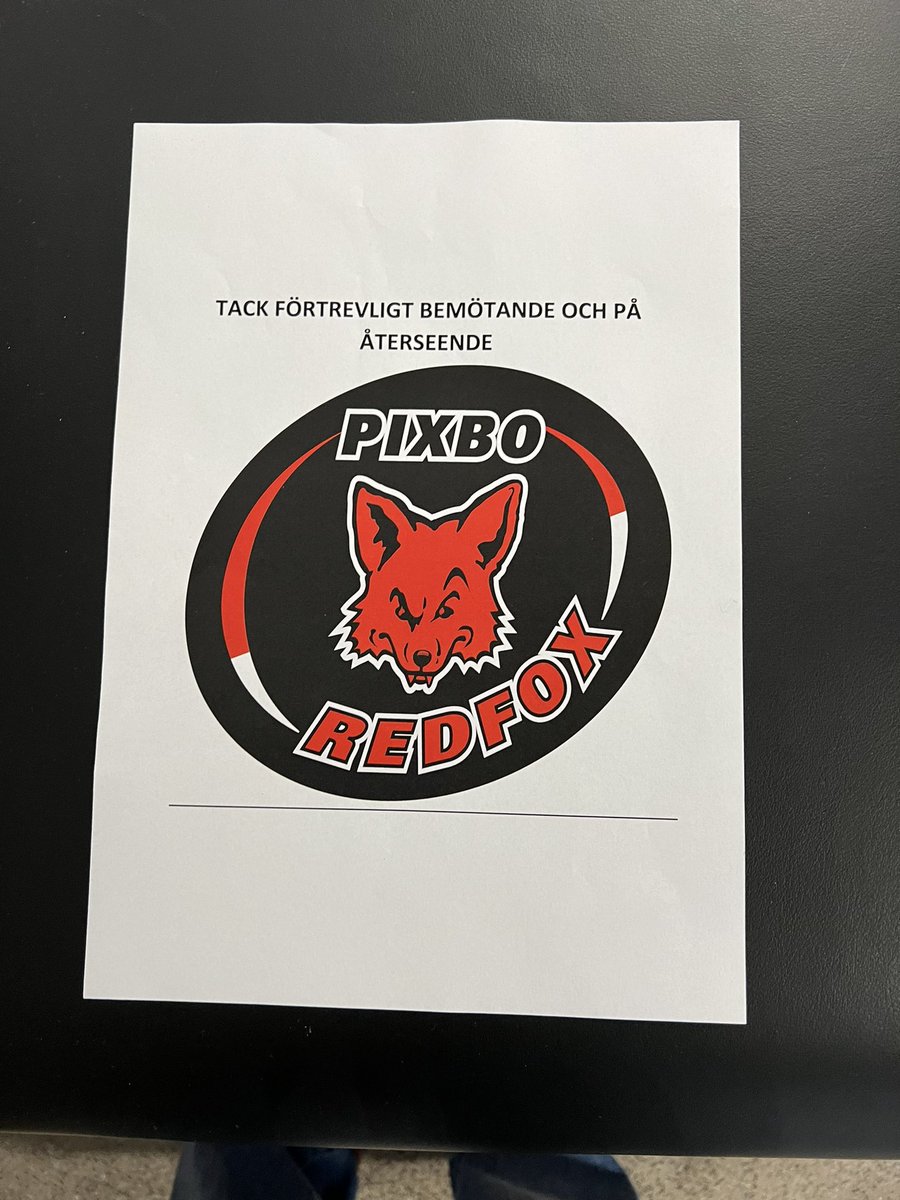 TACK FÖRTREVLIGT BEMÖTANDE OCH PÅ
ÅTERSEENDE
PIXBO
REDFOX